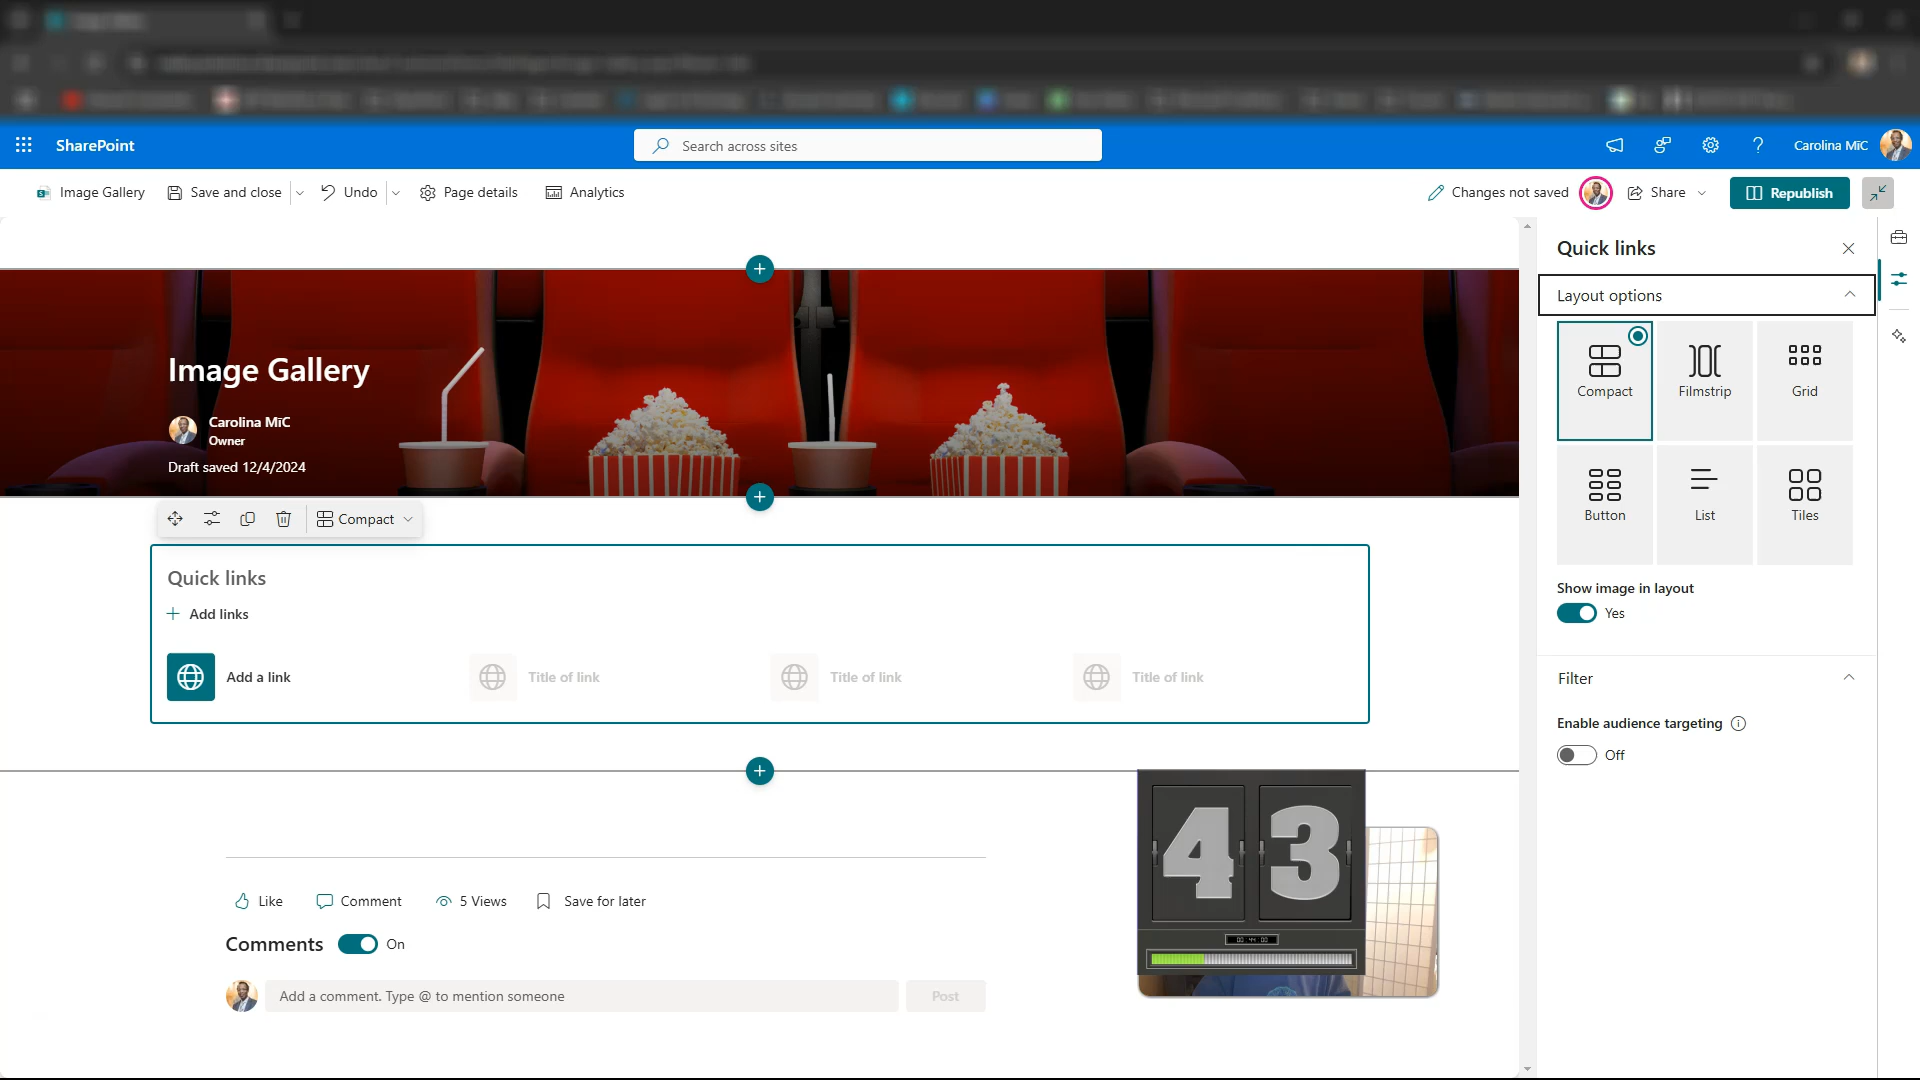 SharePoint
Search across sites
Carolina MiC
Image Gallery
Save and close
Undo
Page details
Analytics
Changes not saved
Share
Republish
Image Gallery
Carolina MiC
Owner
Draft saved 12/4/2024
Compact
Quick links
Add links
Add a link
Title of link
Title of link
Title of link
43
Like
Comment
5 Views
Save for later
Comments
On
Add a comment. Type @ to mention someone
Post
Quick links
Layout options
Compact
Filmstrip
Grid
Button
List
Tiles
Show image in layout
Yes
Filter
Enable audience targeting
Off